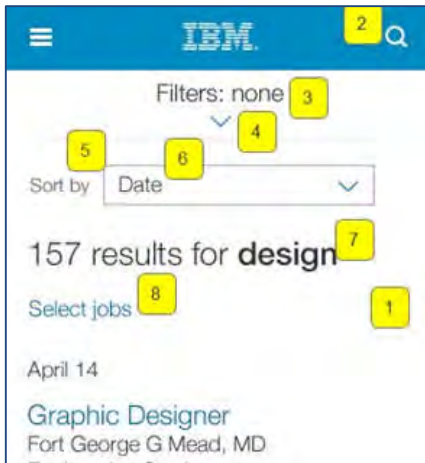 IBM. 2
Filters: none 3
4
5 6
Sort by Date
7
157 results for design
Select jobs 8 1
April 14
Graphic Designer
Fort George G Mead, MD